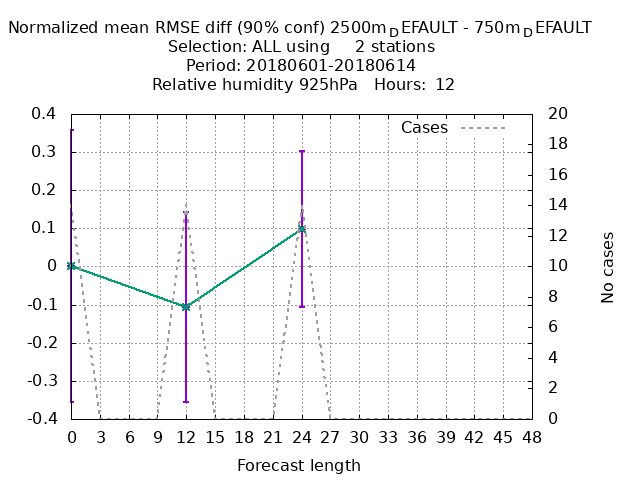 Normalized mean RMSE diff (90% conf) 2500mDEFAULT - 750mDEFAULT
Selection: ALL using 2 stations
Period: 20180601-20180614
Relative humidity 925hPa Hours: 12
Cases
0.4
0.3
0.2
0.1
0
-0.1
-0.2
-0.3
-0.4
20
18
16
14
12
10
8
6
4
2
0
No cases
0 3 6 9 12 15 18 21 24 27 30 33 36 39 42 45 48
Forecast length